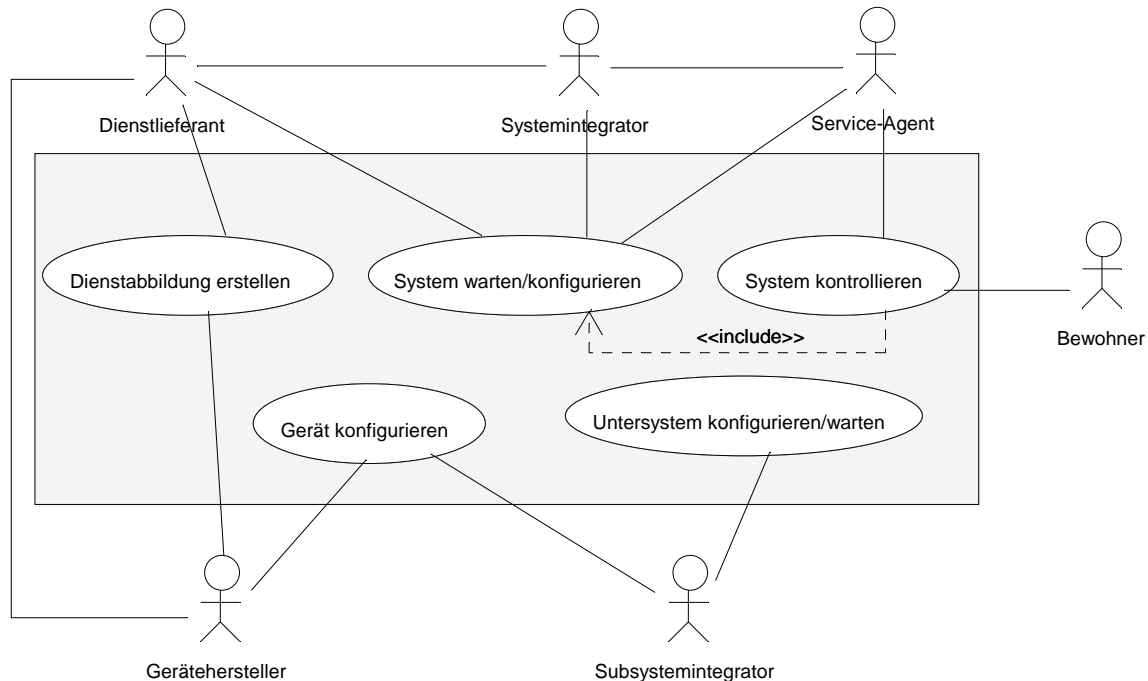 Dienstlieferant
Systemintegrator
Service-Agent
Dienstabbildung erstellen
System warten/konfigurieren
System kontrollieren
<<include>>
Bewohner
Gerät konfigurieren
Untersystem konfigurieren/warten
Gerätehersteller
Subsystemintegrator